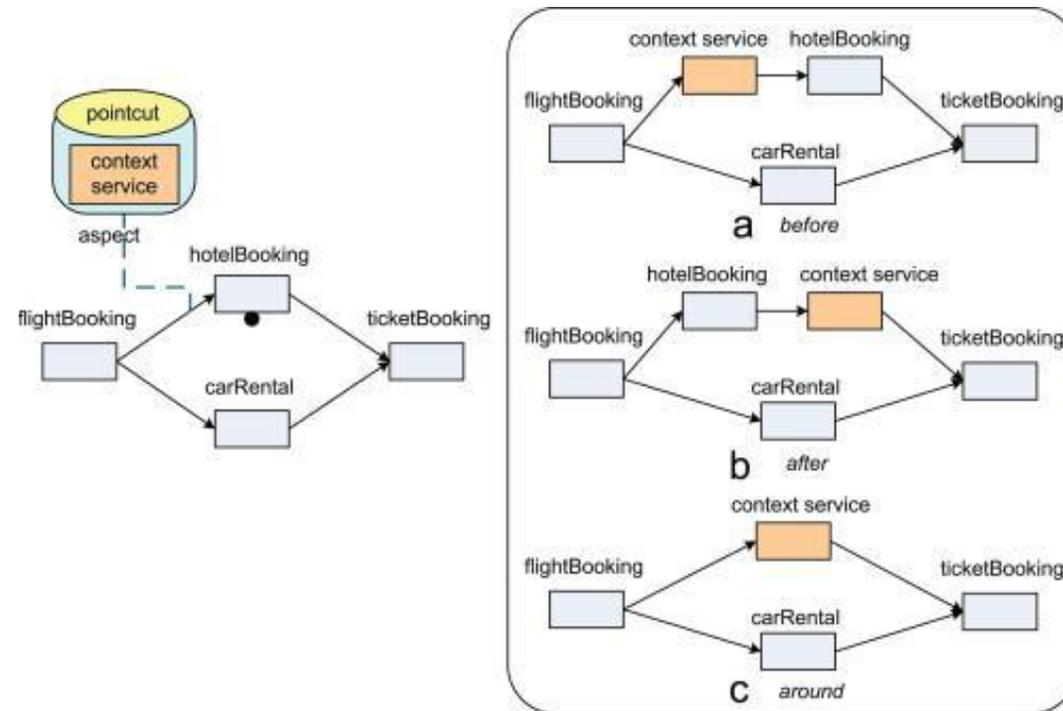 pointcut
context
service
aspect
hotelBooking
flightBooking
ticketBooking
carRental
context service
hotelBooking
flightBooking
ticketBooking
carRental
a before
hotelBooking
context service
flightBooking
ticketBooking
carRental
b after
context service
flightBooking
ticketBooking
carRental
c around